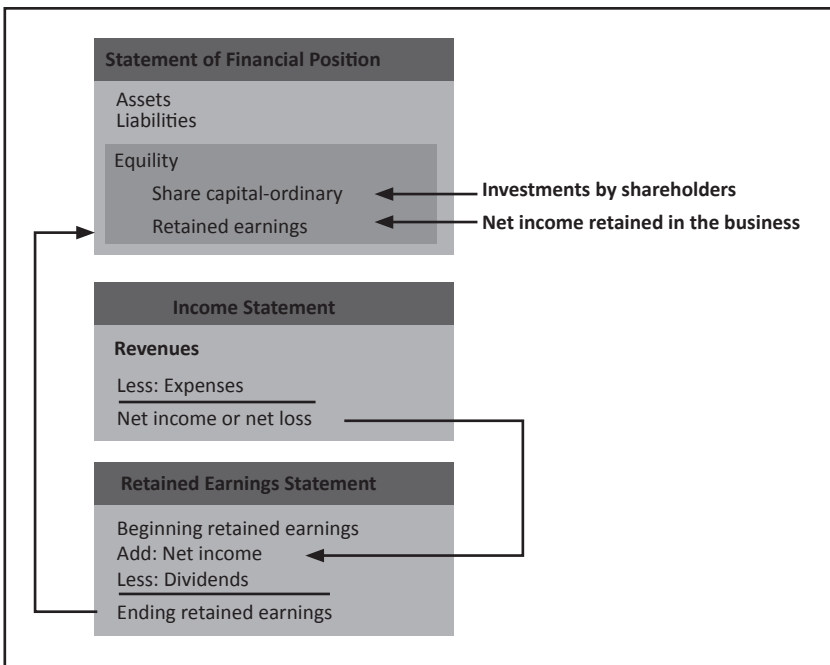 Statement of Financial Position
Assets
Liabilities
Equility
Share capital-ordinary
Investments by shareholders
Retained earnings
Net income retained in the business
Income Statement
Revenues
Less: Expenses
Net income or net loss
Retained Earnings Statement
Beginning retained earnings
Add: Net income
Less: Dividends
Ending retained earnings